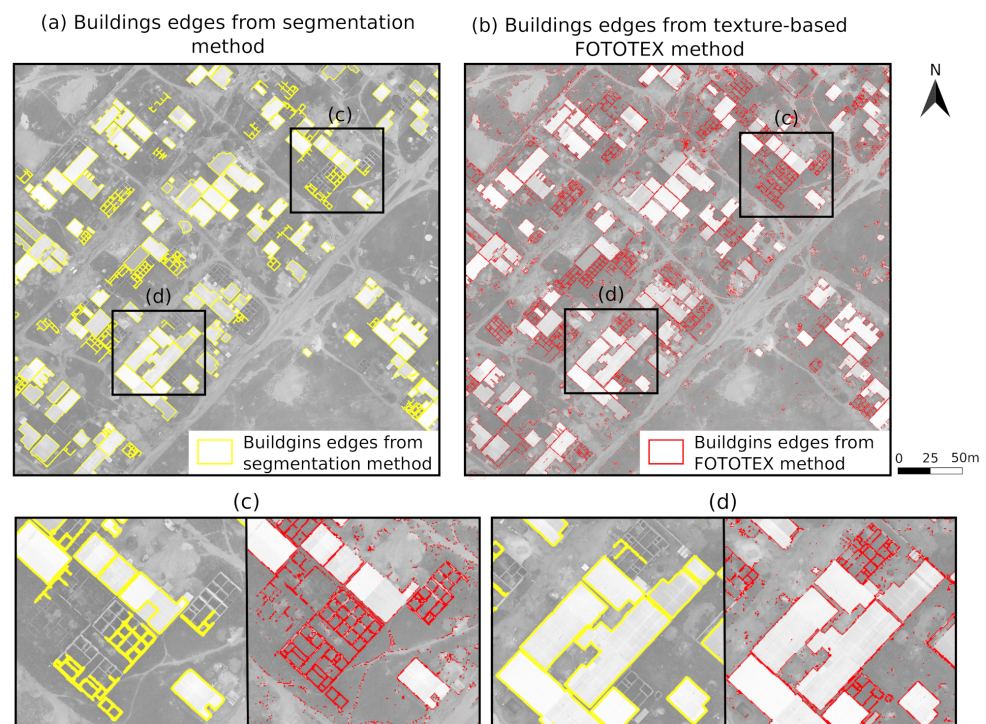 (a) Buildings edges from segmentation
method
(b) Buildings edges from texture-based
FOTOTEX method
N
(c)
(d)
Buildgins edges from
segmentation method
(c)
(d)
Buildgins edges from
FOTOTEX method
0 25 50m
(c)
(d)